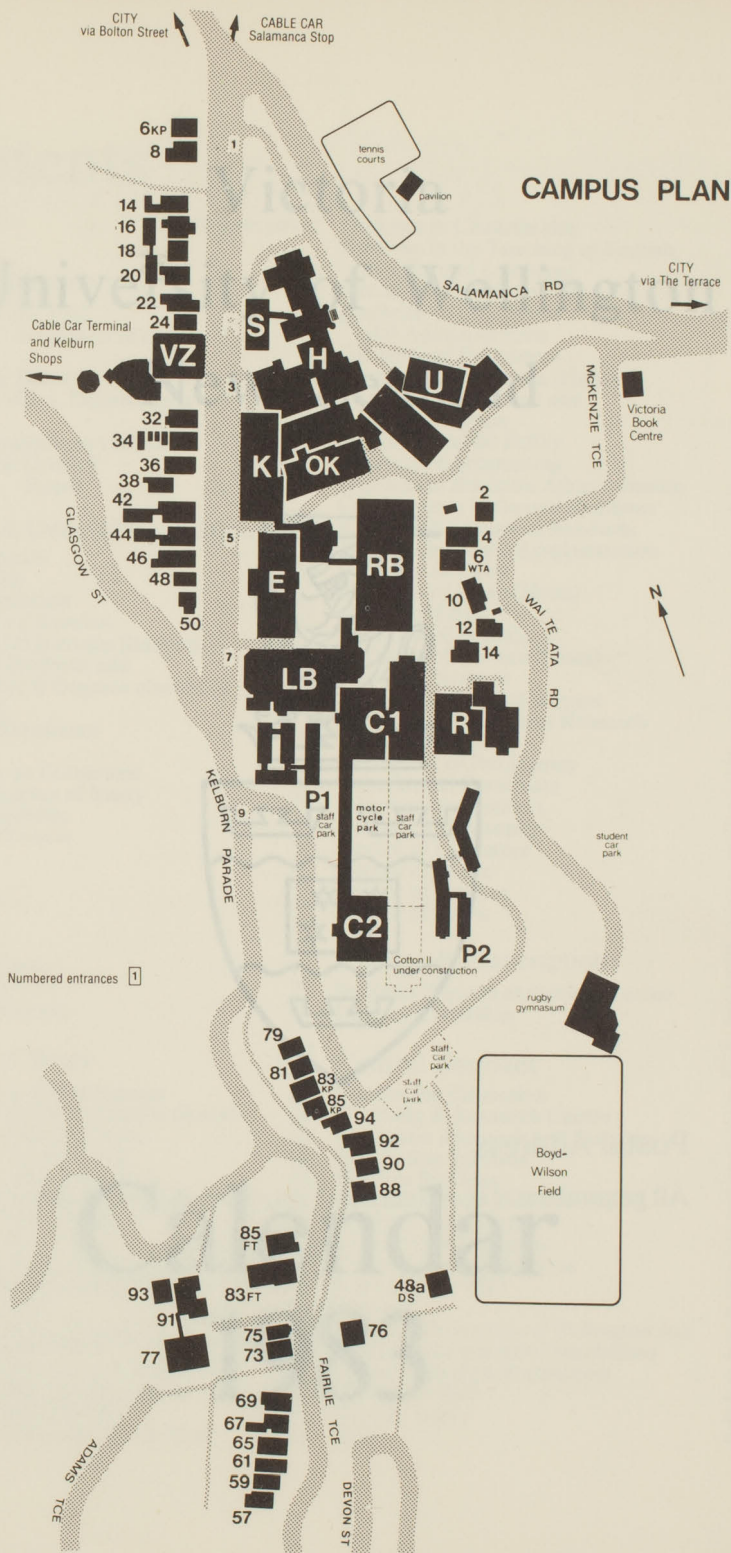 CITY
via Bolton Street
CABLE CAR
Salamanca Stop
6KP
8
1
tennis
courts
pavilion
CAMPUS PLAN
14
16
18
20
22
24
CITY
via The Terrace
SALAMANCA RD
Cable Car Terminal
and Kelburn
Shops
VZ
S
H
3
U
McKENZIE TCE
Victoria
Book
Centre
32
34
36
38
42
44
46
48
50
GLASGOW ST
K
OK
5
E
RB
2
4
6
WTA
10
12
14
WAI TE ATA RD
N
7
LB
C1
R
P1
staff
car
park
motor
cycle
park
staff
car
park
KELBURN PARADE
9
student
car
park
C2
P2
Cotton II
under construction
Numbered entrances 1
rugby
gymnasium
79
81
83
KP
85
KP
94
92
90
88
staff
car
park
staff
car
park
Boyd-
Wilson
Field
85
FT
83FT
93
91
77
75
73
76
48a
DS
69
67
65
61
59
57
FAIRLIE TCE
DEVON ST
ADAMS TCE
Victoria
University of Wellington
Calendar